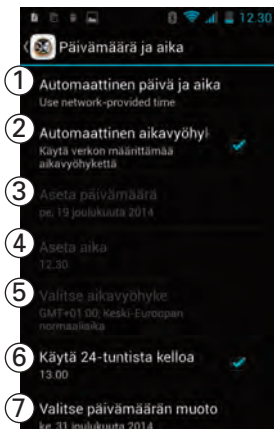 12.30
Päivämäärä ja aika
1 Automaattinen päivä ja aika
Use network-provided time
2 Automaattinen aikavyöhyk
Käytä verkon määrittämää
aikavyöhykettä
3 Aseta päivämäärä
pe, 19 joulukuuta 2014
4 Aseta aika
12.30
5 Valitse aikavyöhyke
GMT+01:00, Keski-Euroopan
normaaliaika
6 Käytä 24-tuntista kelloa
13.00
7 Valitse päivämäärän muoto
ke, 31 joulukuuta 2014